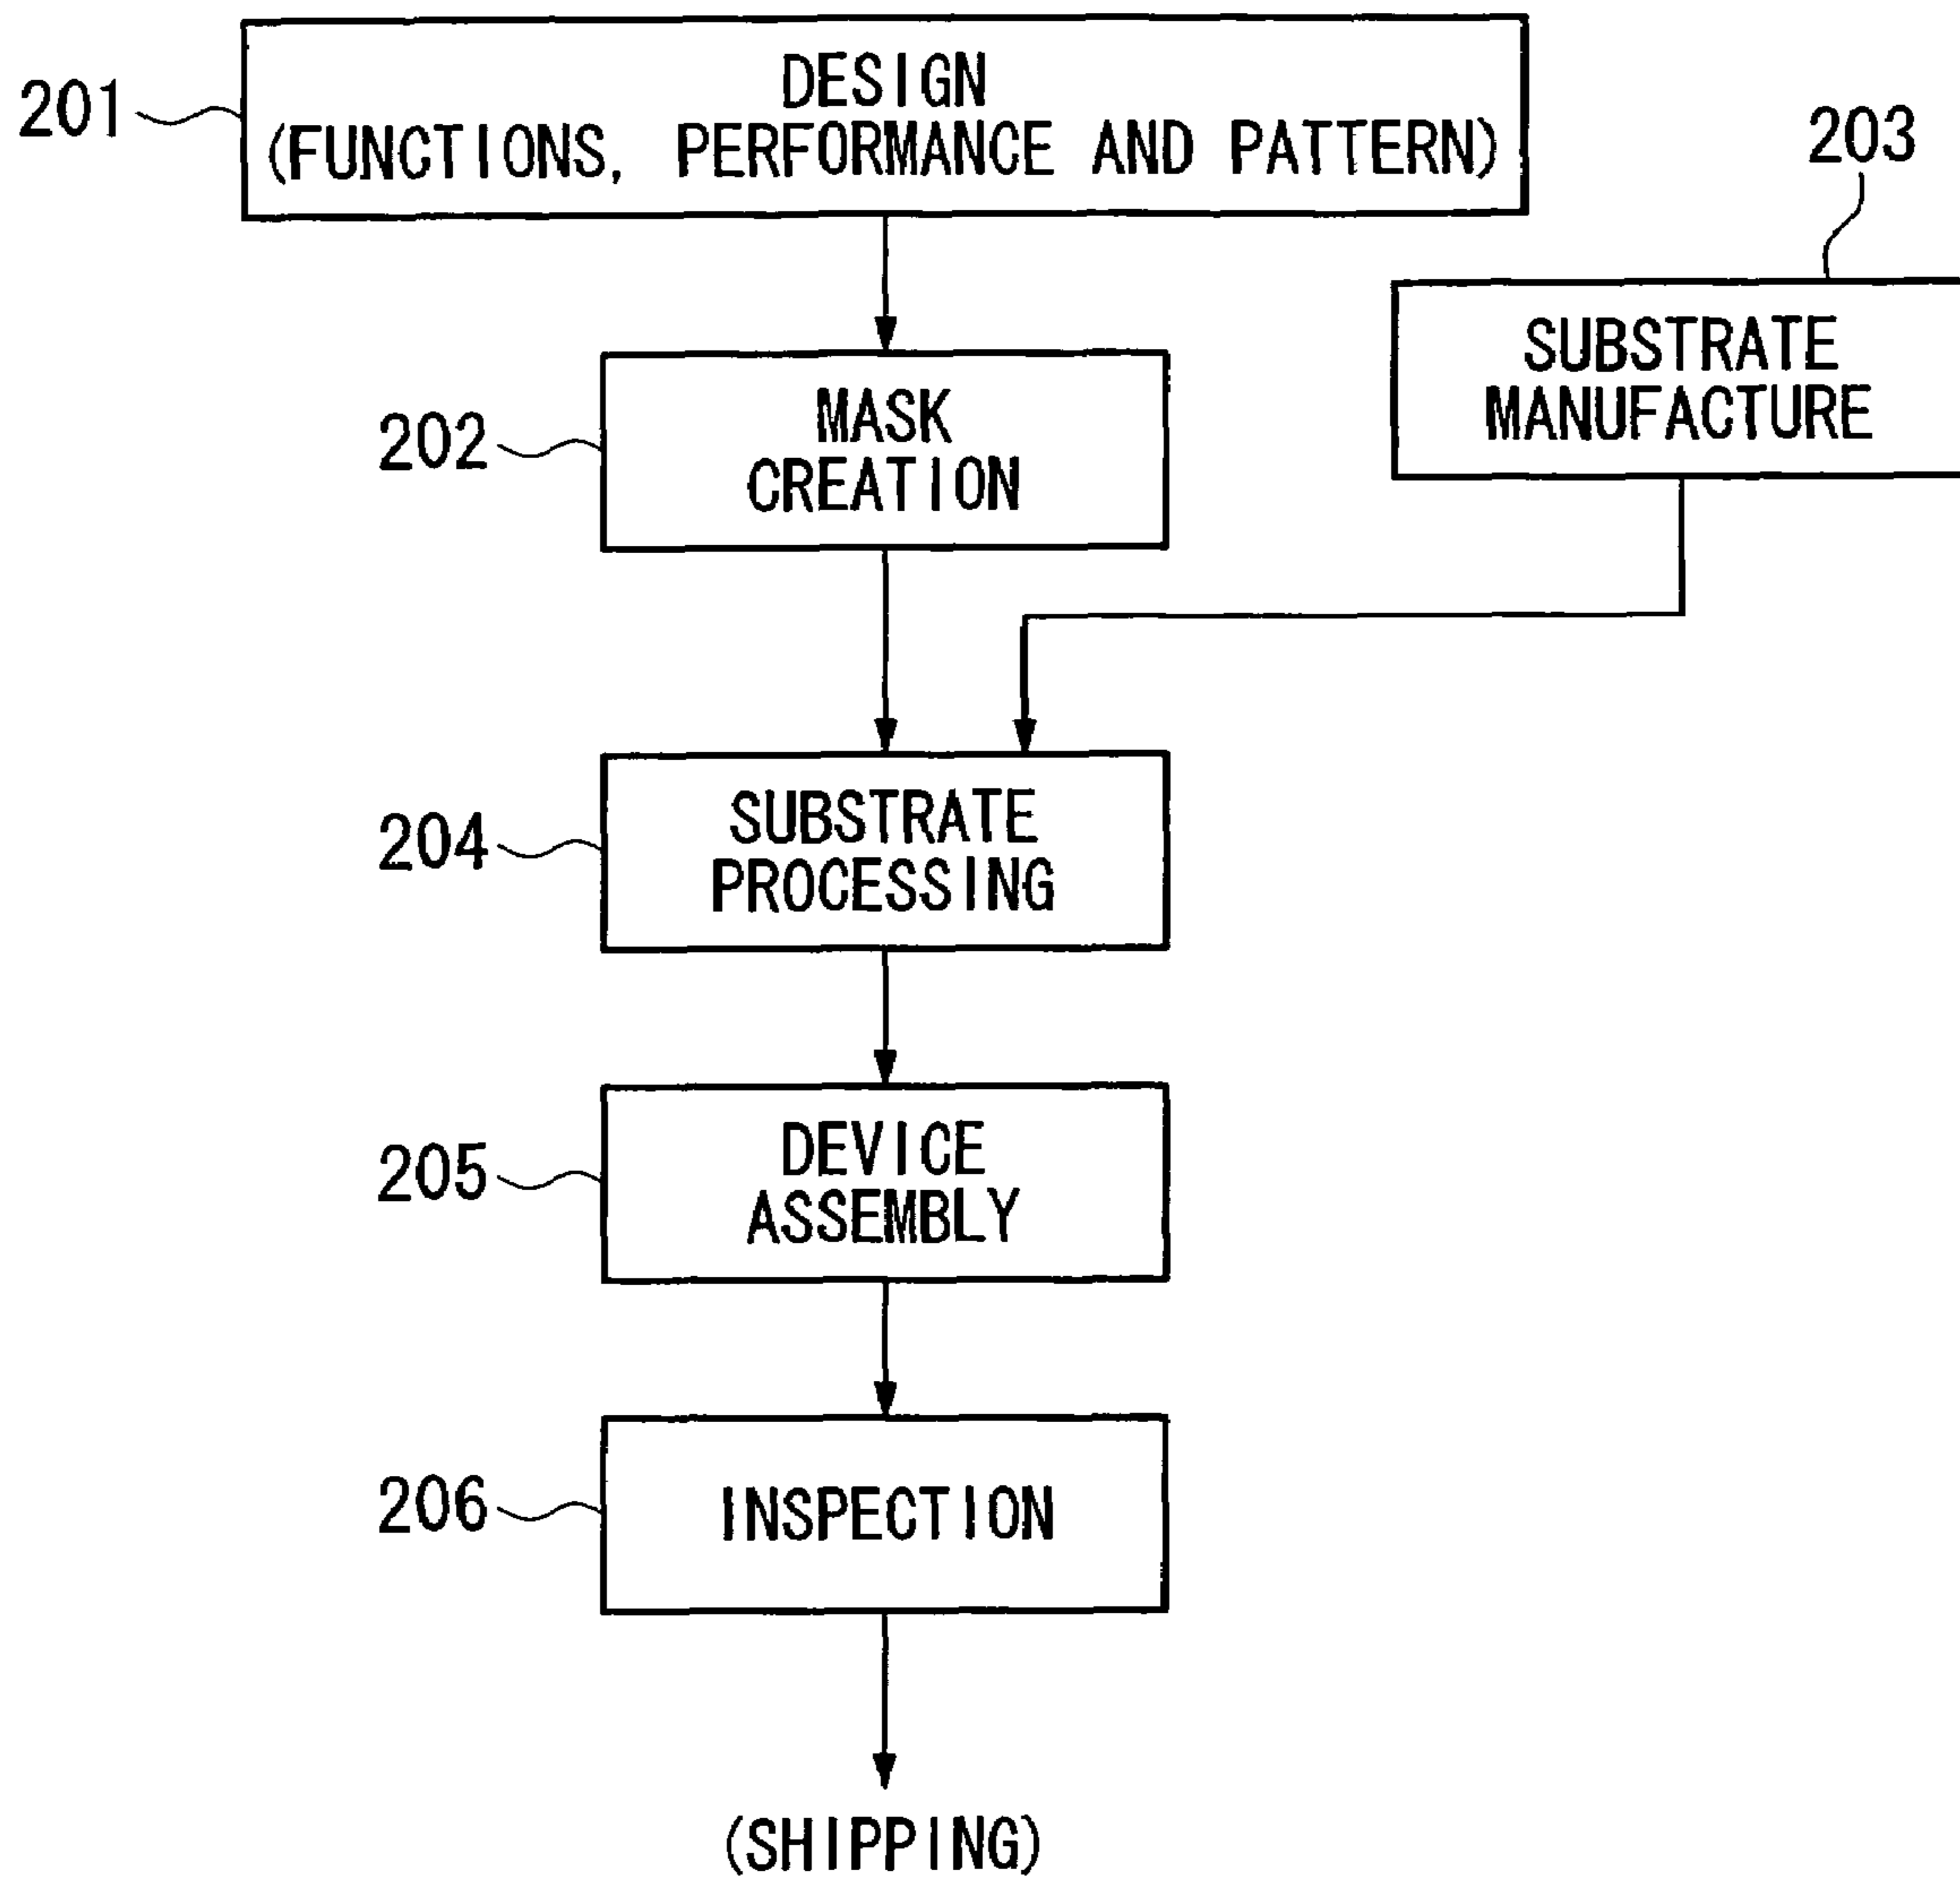 201
DESIGN
(FUNCTIONS, PERFORMANCE AND PATTERN)
203
SUBSTRATE
MANUFACTURE
202
MASK
CREATION
204
SUBSTRATE
PROCESSING
205
DEVICE
ASSEMBLY
206
INSPECTION
(SHIPPING)